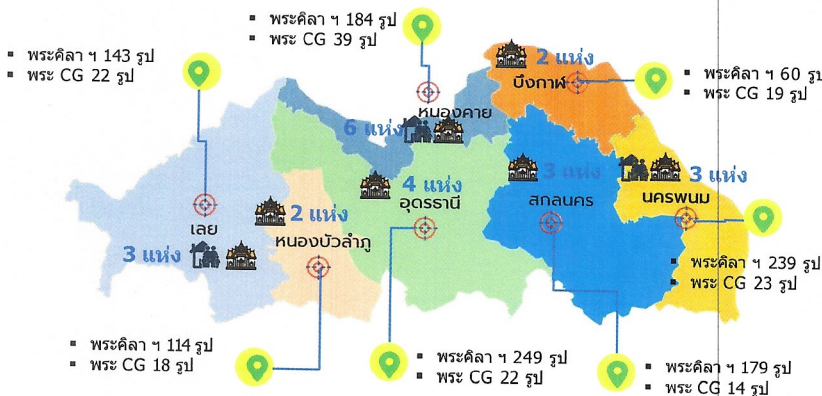 ▪ พระคิลา ฯ 184 รูป
▪ พระ CG 39 รูป
▪ พระคิลา ฯ 143 รูป
▪ พระ CG 22 รูป
2 แห่ง
บึงกาฬ
▪ พระคิลา ฯ 60 รูป
▪ พระ CG 19 รูป
หนองคาย
6 แห่ง
3 แห่ง
สกลนคร
3 แห่ง
นครพนม
4 แห่ง
อุดรธานี
2 แห่ง
หนองบัวลำภู
เลย
3 แห่ง
▪ พระคิลา ฯ 239 รูป
▪ พระ CG 23 รูป
▪ พระคิลา ฯ 114 รูป
▪ พระ CG 18 รูป
▪ พระคิลา ฯ 249 รูป
▪ พระ CG 22 รูป
▪ พระคิลา ฯ 179 รูป
▪ พระ CG 14 รูป